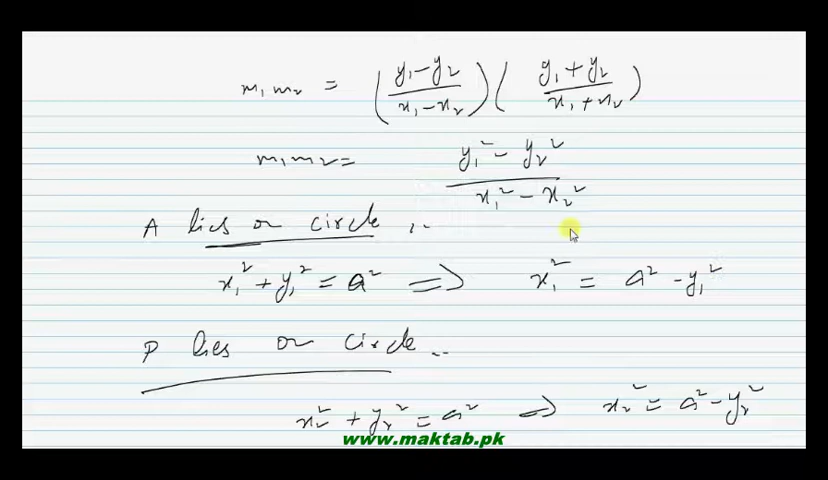 m₁m₂ = (y₁-y₂/x₁-x₂)(y₁+y₂/x₁+x₂)
m₁m₂ = y₁²-y₂²/x₁²-x₂²
A lies on circle ..
x₁²+y₁²=a² ⟹ x₁² = a²-y₁²
P lies on circle ..
x₂²+y₂²=a² ⟹ x₂²=a²-y₂²
www.maktab.pk